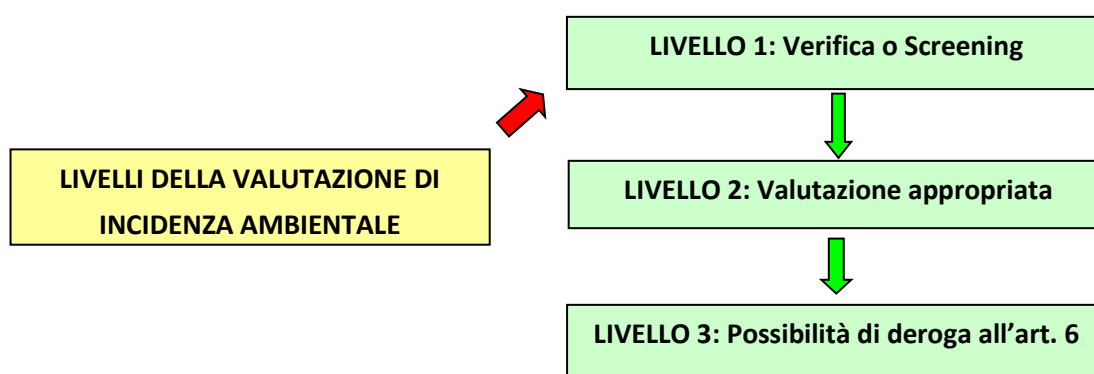 LIVELLI DELLA VALUTAZIONE DI
INCIDENZA AMBIENTALE
LIVELLO 1: Verifica o Screening
LIVELLO 2: Valutazione appropriata
LIVELLO 3: Possibilità di deroga all’art. 6